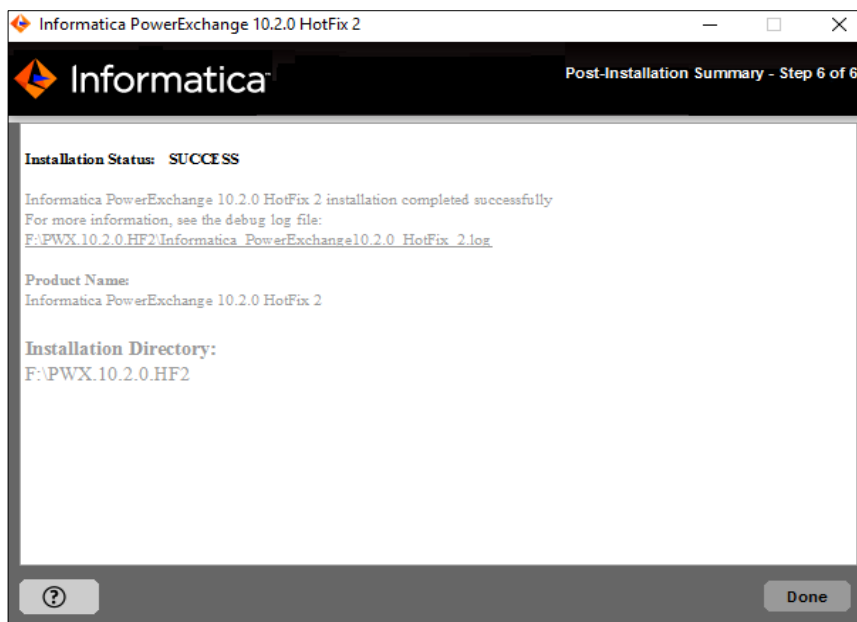 Informatica PowerExchange 10.2.0 HotFix 2
Informatica
Post-Installation Summary - Step 6 of 6
Installation Status: SUCCESS
Informatica PowerExchange 10.2.0 HotFix 2 installation completed successfully
For more information, see the debug log file:
F:\PWX.10.2.0.HF2\Informatica_PowerExchange10.2.0_HotFix_2.log
Product Name:
Informatica PowerExchange 10.2.0 HotFix 2
Installation Directory:
F:\PWX.10.2.0.HF2
?
Done